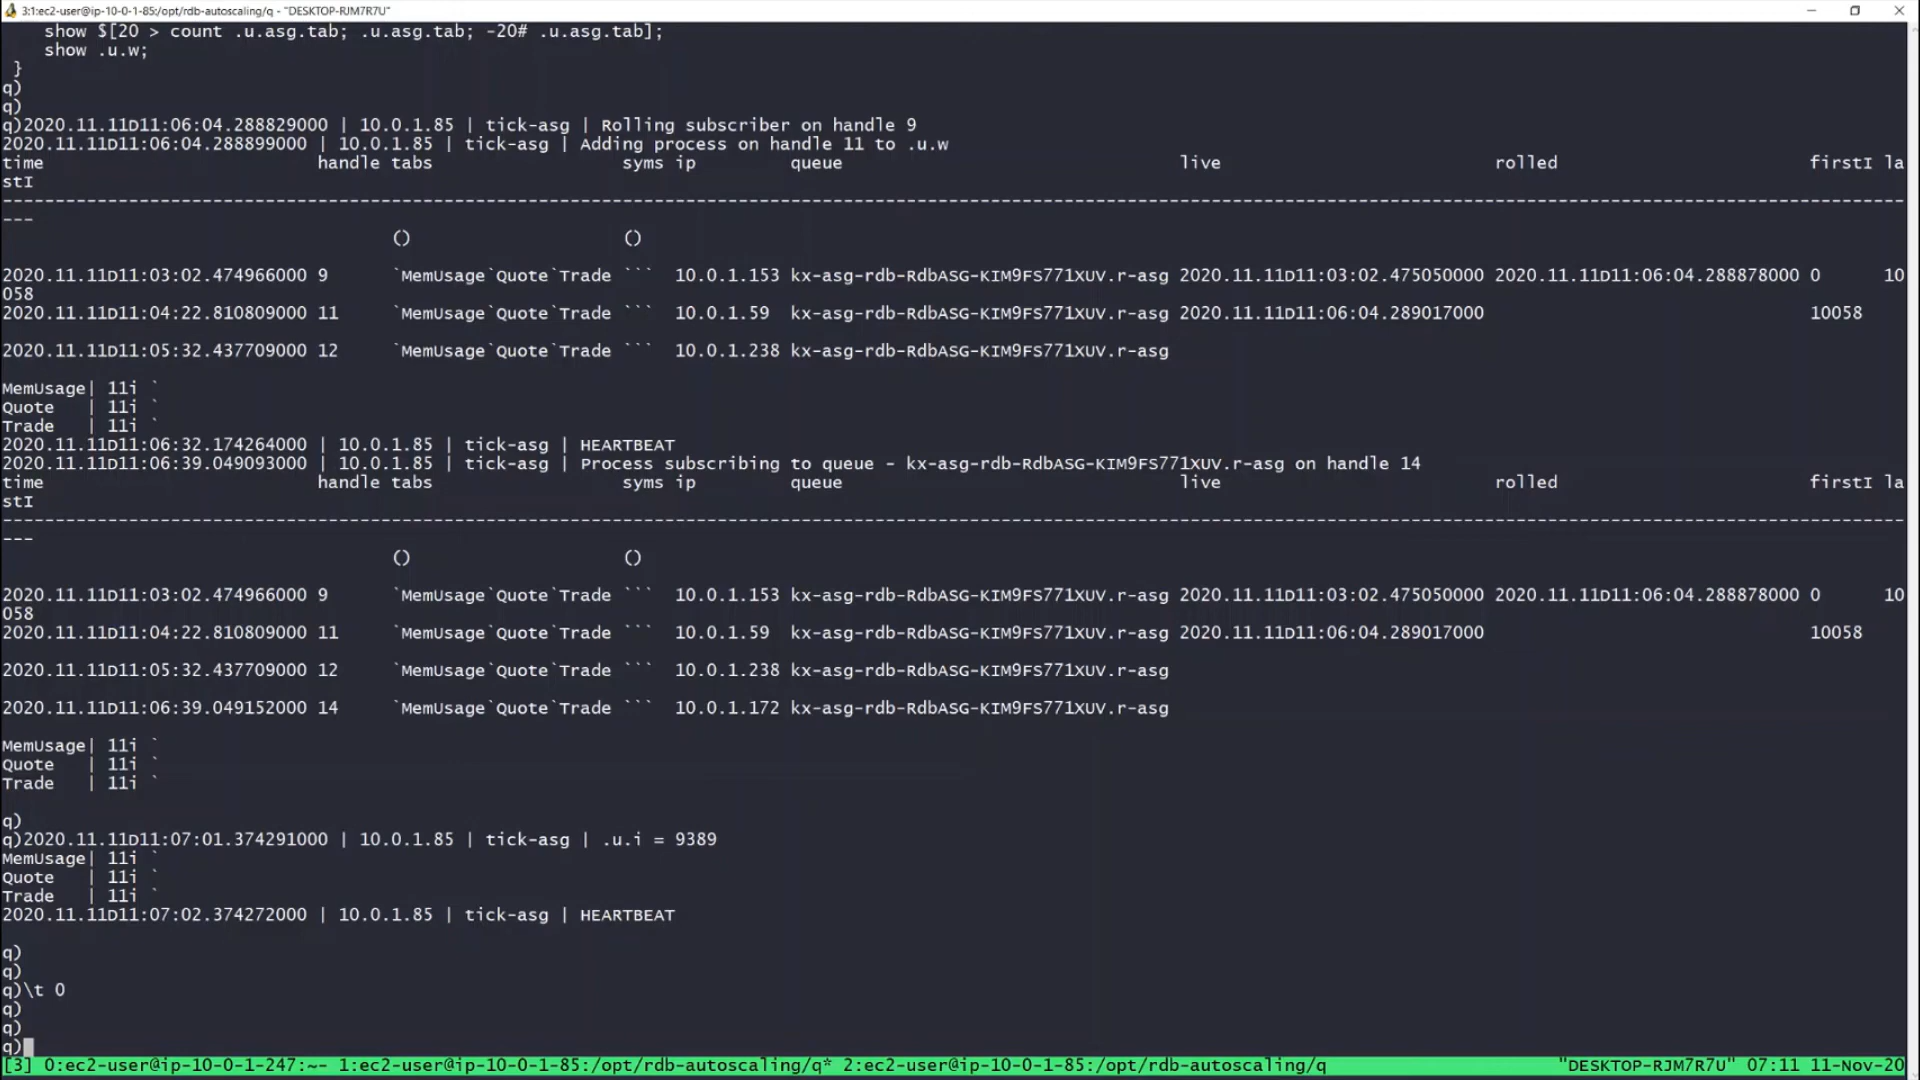 3:1:ec2-user@ip-10-0-1-85:/opt/rdb-autoscaling/q - "DESKTOP-RJM7R7U"
show $[20 > count .u.asg.tab; .u.asg.tab; -20# .u.asg.tab];
show .u.w;
}
q)
q)
q)2020.11.11D11:06:04.288829000 | 10.0.1.85 | tick-asg | Rolling subscriber on handle 9
2020.11.11D11:06:04.288899000 | 10.0.1.85 | tick-asg | Adding process on handle 11 to .u.w
time handle tabs syms ip queue live rolled firstI la
stI
--------------------------------------------------------------------------------------------------------------------------------------------------------------------------------------
---
() ()
2020.11.11D11:03:02.474966000 9 `MemUsage`Quote`Trade ``` 10.0.1.153 kx-asg-rdb-RdbASG-KIM9FS771XUV.r-asg 2020.11.11D11:03:02.475050000 2020.11.11D11:06:04.288878000 0 10
058
2020.11.11D11:04:22.810809000 11 `MemUsage`Quote`Trade ``` 10.0.1.59 kx-asg-rdb-RdbASG-KIM9FS771XUV.r-asg 2020.11.11D11:06:04.289017000 10058
2020.11.11D11:05:32.437709000 12 `MemUsage`Quote`Trade ``` 10.0.1.238 kx-asg-rdb-RdbASG-KIM9FS771XUV.r-asg
MemUsage| 11i `
Quote | 11i `
Trade | 11i `
2020.11.11D11:06:32.174264000 | 10.0.1.85 | tick-asg | HEARTBEAT
2020.11.11D11:06:39.049093000 | 10.0.1.85 | tick-asg | Process subscribing to queue - kx-asg-rdb-RdbASG-KIM9FS771XUV.r-asg on handle 14
time handle tabs syms ip queue live rolled firstI la
stI
--------------------------------------------------------------------------------------------------------------------------------------------------------------------------------------
---
() ()
2020.11.11D11:03:02.474966000 9 `MemUsage`Quote`Trade ``` 10.0.1.153 kx-asg-rdb-RdbASG-KIM9FS771XUV.r-asg 2020.11.11D11:03:02.475050000 2020.11.11D11:06:04.288878000 0 10
058
2020.11.11D11:04:22.810809000 11 `MemUsage`Quote`Trade ``` 10.0.1.59 kx-asg-rdb-RdbASG-KIM9FS771XUV.r-asg 2020.11.11D11:06:04.289017000 10058
2020.11.11D11:05:32.437709000 12 `MemUsage`Quote`Trade ``` 10.0.1.238 kx-asg-rdb-RdbASG-KIM9FS771XUV.r-asg
2020.11.11D11:06:39.049152000 14 `MemUsage`Quote`Trade ``` 10.0.1.172 kx-asg-rdb-RdbASG-KIM9FS771XUV.r-asg
MemUsage| 11i `
Quote | 11i `
Trade | 11i `
q)
q)2020.11.11D11:07:01.374291000 | 10.0.1.85 | tick-asg | .u.i = 9389
MemUsage| 11i `
Quote | 11i `
Trade | 11i `
2020.11.11D11:07:02.374272000 | 10.0.1.85 | tick-asg | HEARTBEAT
q)
q)
q)\t 0
q)
q)
q)
[3] 0:ec2-user@ip-10-0-1-247:~- 1:ec2-user@ip-10-0-1-85:/opt/rdb-autoscaling/q* 2:ec2-user@ip-10-0-1-85:/opt/rdb-autoscaling/q "DESKTOP-RJM7R7U" 07:11 11-Nov-20